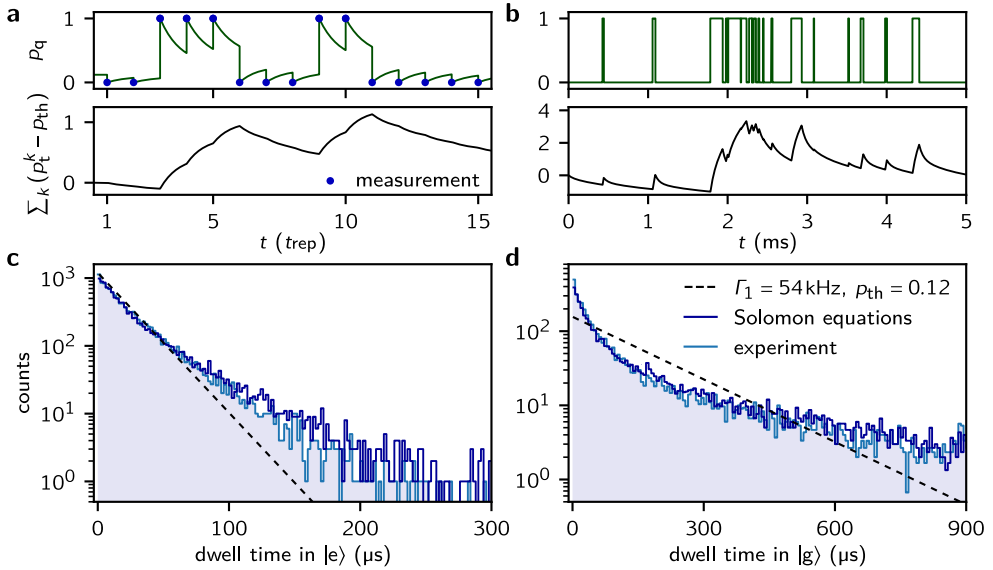 a
b
1
0
p_q
1
0
1
0
∑_k (p_t^k − p_th)
measurement
4
2
0
1
5
10
15
t (t_rep)
0
1
2
3
4
5
t (ms)
c
d
10^3
10^2
10^1
10^0
counts
0
100
200
300
dwell time in |e⟩ (μs)
10^2
10^1
10^0
Γ_1 = 54 kHz, p_th = 0.12
Solomon equations
experiment
0
300
600
900
dwell time in |g⟩ (μs)